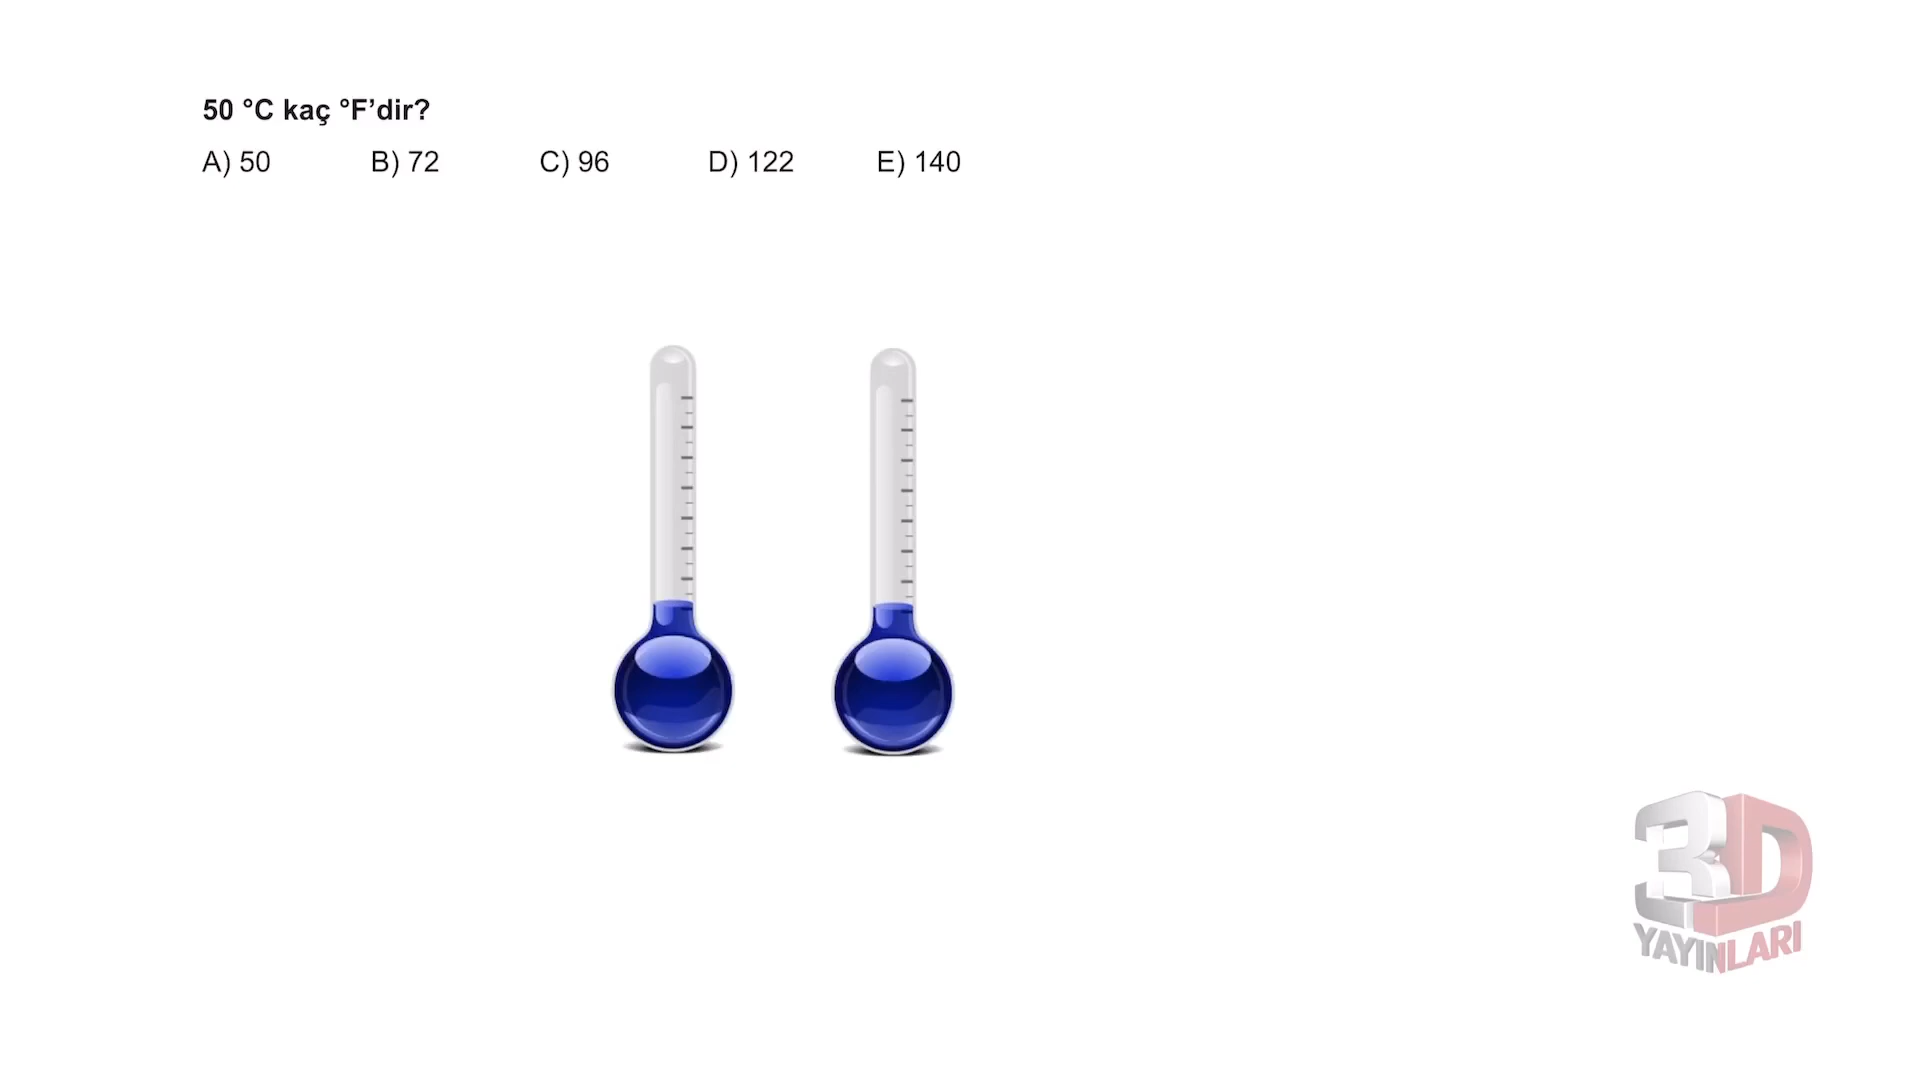 50 °C kaç °F’dir?
A) 50 B) 72 C) 96 D) 122 E) 140
3D
YAYINLARI